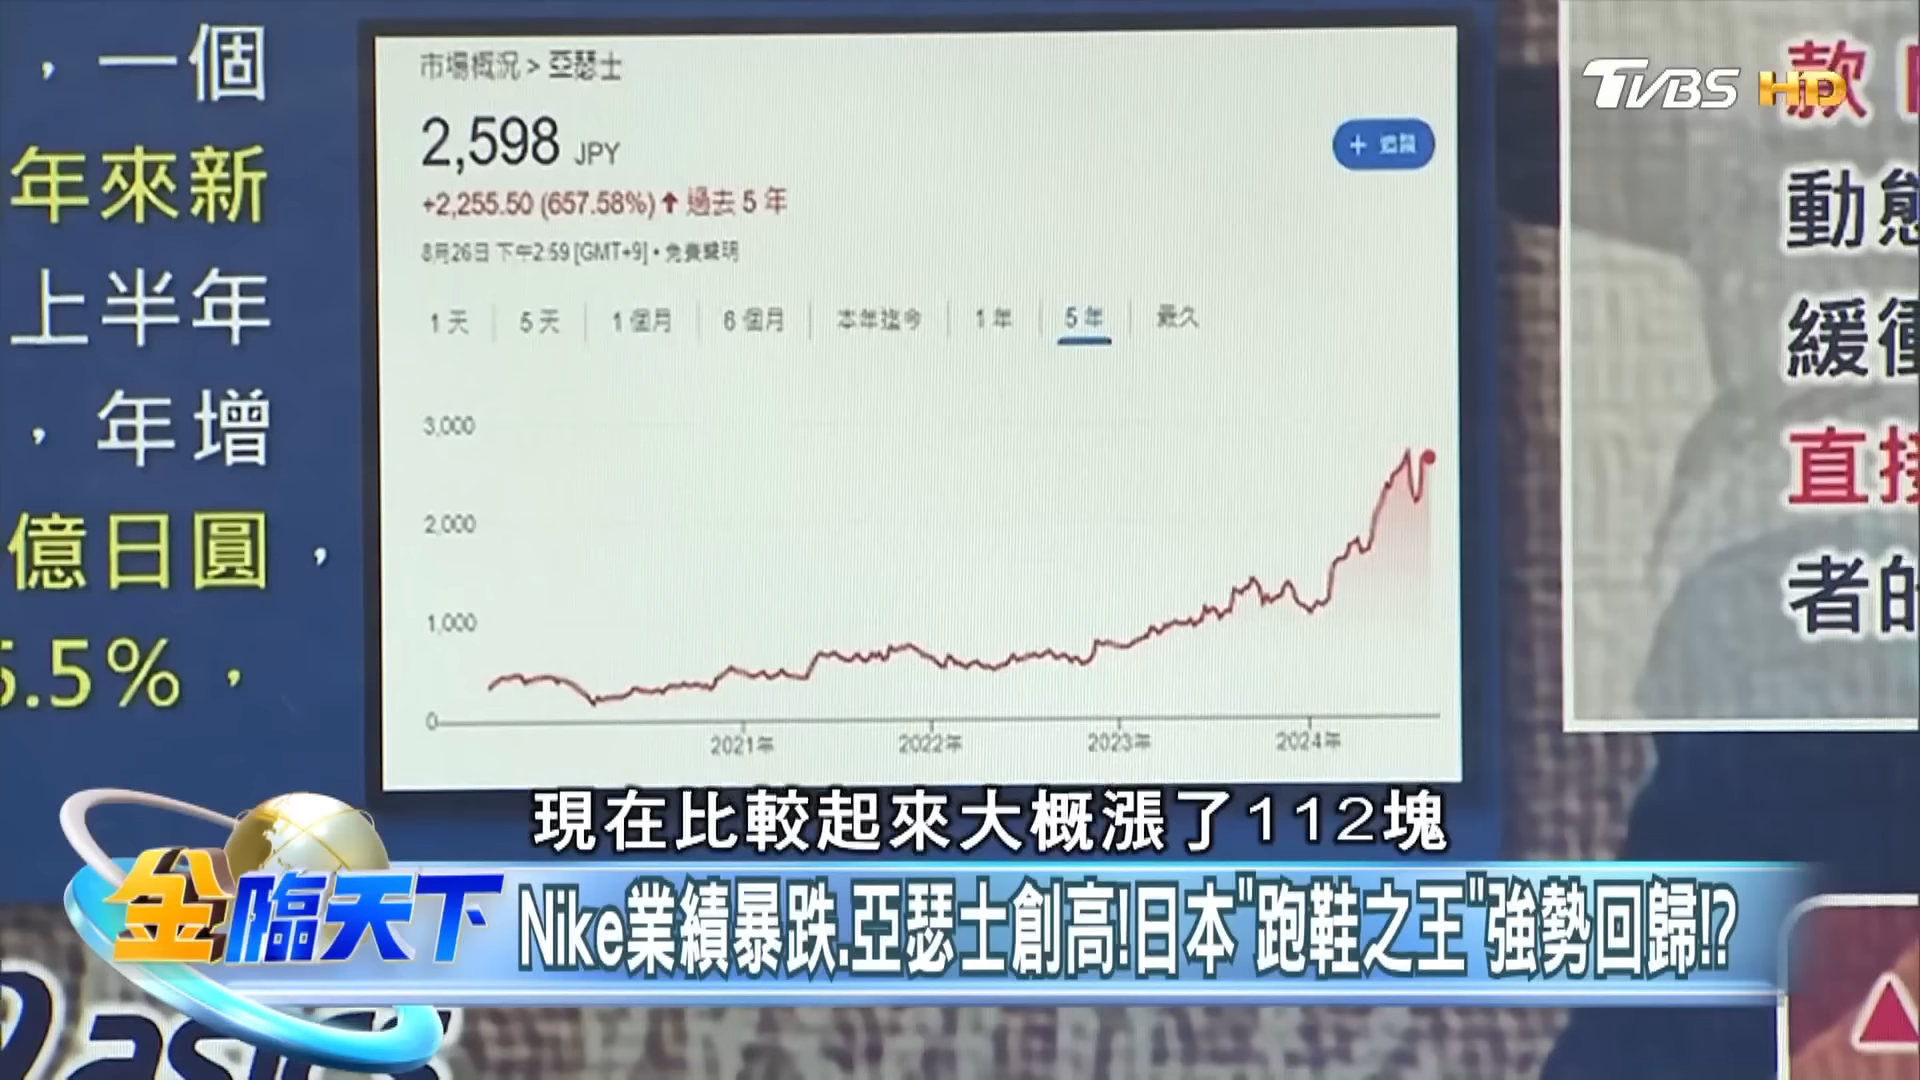 ，一個
年來新
上半年
，年增
億日圓，
5.5%，
市場概況 > 亞瑟士
2,598 JPY
+ 追蹤
+2,255.50 (657.58%) ↑ 過去 5 年
8月26日 下午2:59 [GMT+9] • 免責聲明
1 天 5 天 1 個月 6 個月 本年迄今 1 年 5 年 最久
3,000
2,000
1,000
0
2021年 2022年 2023年 2024年
TVBS HD
款
動態
緩衝
直接
者的
現在比較起來大概漲了112塊
金臨天下
Nike業績暴跌.亞瑟士創高!日本"跑鞋之王"強勢回歸!?
asics